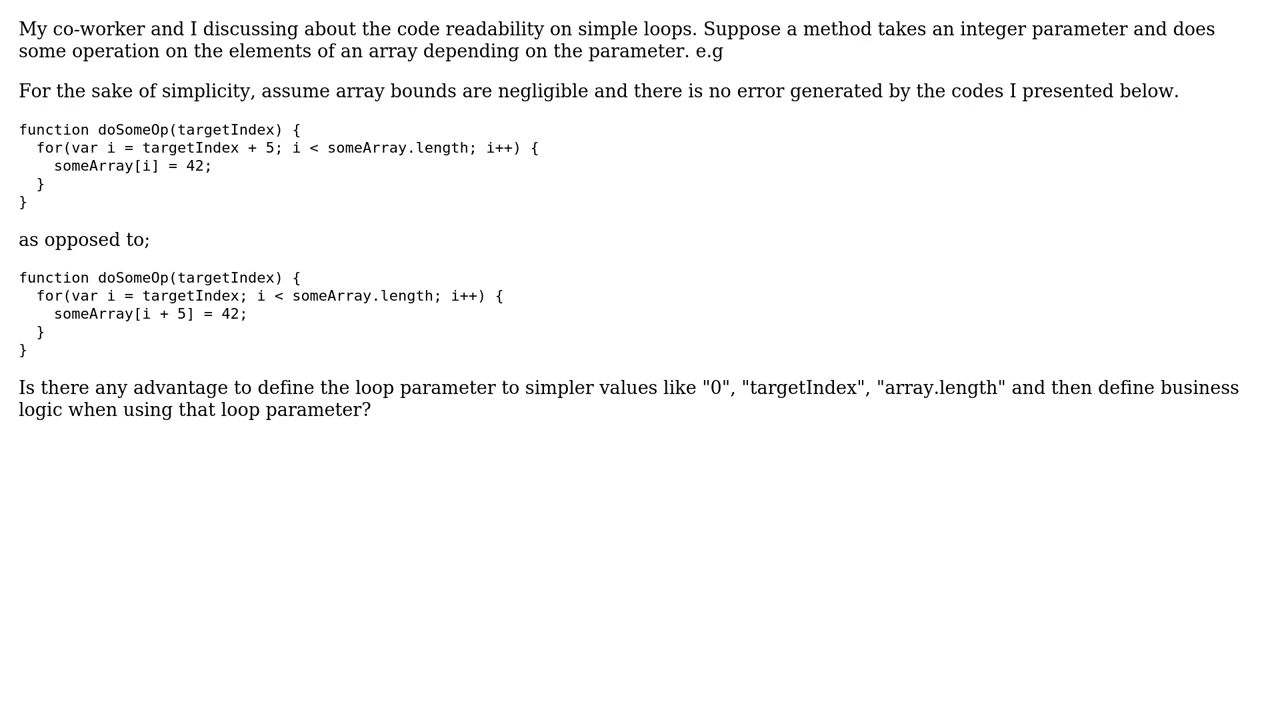 My co-worker and I discussing about the code readability on simple loops. Suppose a method takes an integer parameter and does
some operation on the elements of an array depending on the parameter. e.g
For the sake of simplicity, assume array bounds are negligible and there is no error generated by the codes I presented below.
function doSomeOp(targetIndex) {
  for(var i = targetIndex + 5; i < someArray.length; i++) {
    someArray[i] = 42;
  }
}
as opposed to;
function doSomeOp(targetIndex) {
  for(var i = targetIndex; i < someArray.length; i++) {
    someArray[i + 5] = 42;
  }
}
Is there any advantage to define the loop parameter to simpler values like "0", "targetIndex", "array.length" and then define business
logic when using that loop parameter?